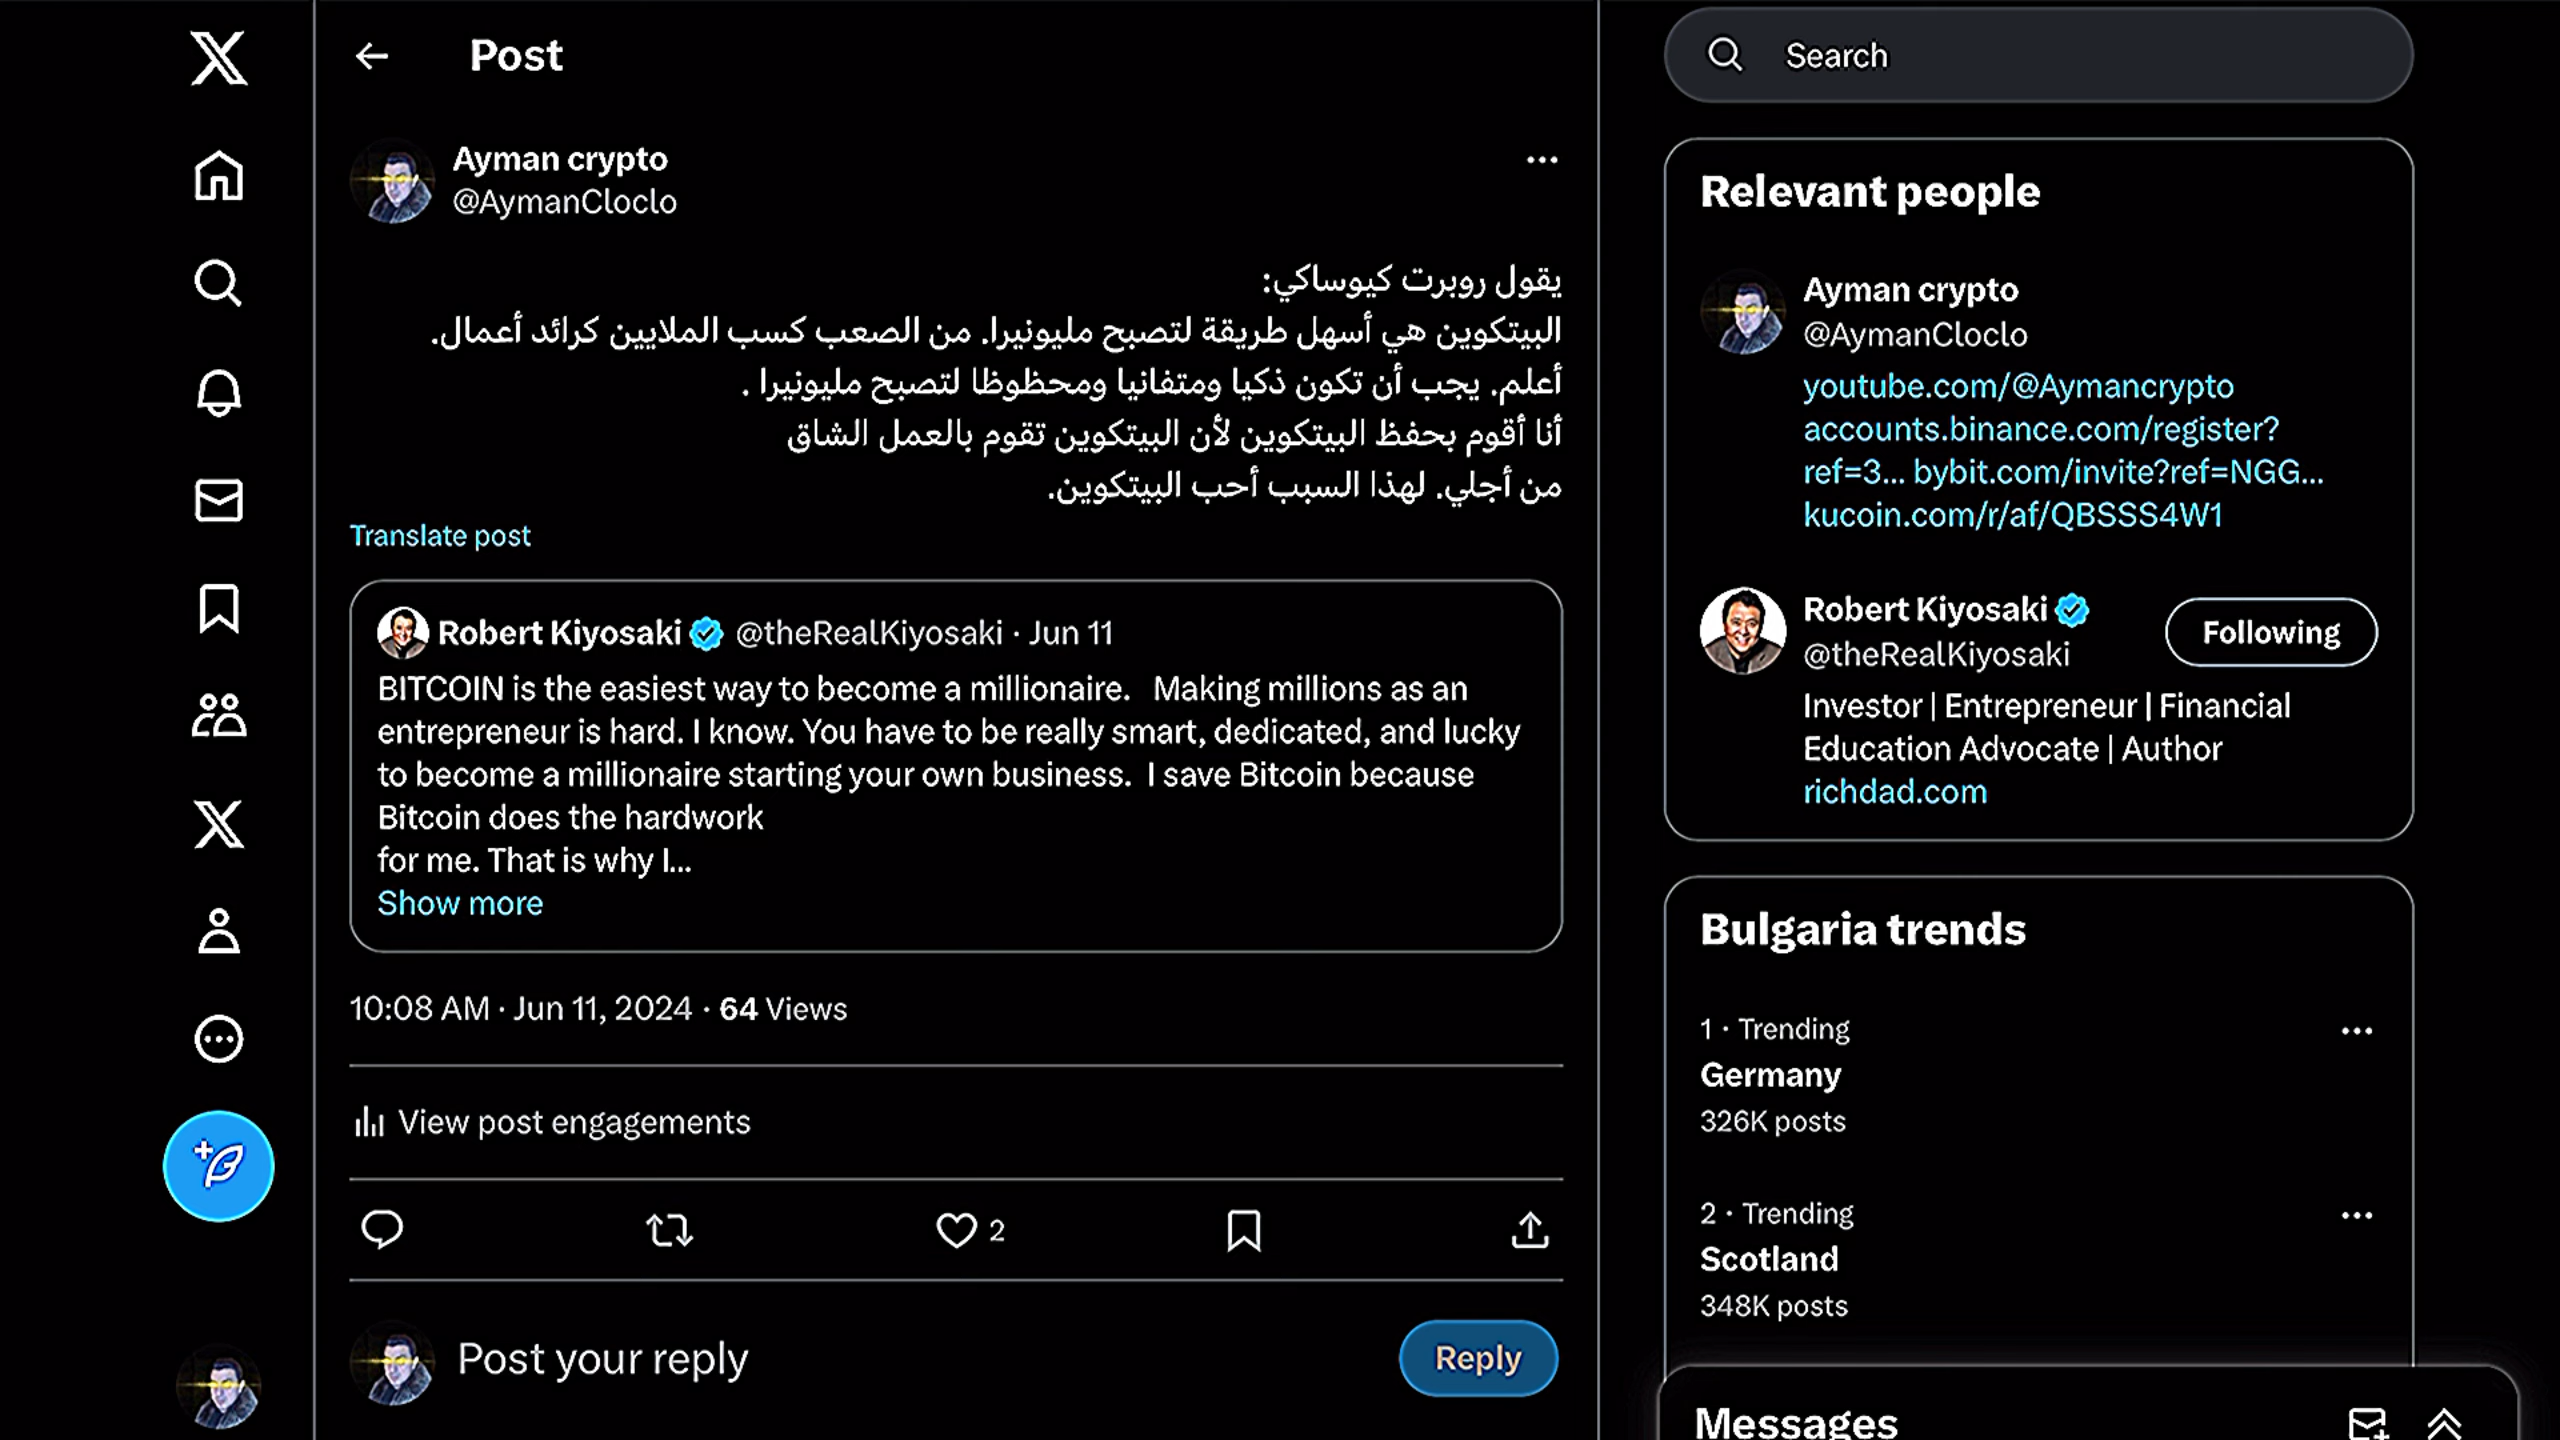 Post
Ayman crypto
@AymanCloclo
يقول روبرت كيوساكي:
البيتكوين هي أسهل طريقة لتصبح مليونيرا. من الصعب كسب الملايين كرائد أعمال.
أعلم. يجب أن تكون ذكيا ومتفانيا ومحظوظا لتصبح مليونيرا .
أنا أقوم بحفظ البيتكوين لأن البيتكوين تقوم بالعمل الشاق
من أجلي. لهذا السبب أحب البيتكوين.
Translate post
Robert Kiyosaki @theRealKiyosaki · Jun 11
BITCOIN is the easiest way to become a millionaire.   Making millions as an
entrepreneur is hard. I know. You have to be really smart, dedicated, and lucky
to become a millionaire starting your own business.  I save Bitcoin because
Bitcoin does the hardwork
for me. That is why I...
Show more
10:08 AM · Jun 11, 2024 · 64 Views
View post engagements
2
Post your reply
Reply
Search
Relevant people
Ayman crypto
@AymanCloclo
youtube.com/@Aymancrypto
accounts.binance.com/register?
ref=3... bybit.com/invite?ref=NGG...
kucoin.com/r/af/QBSSS4W1
Robert Kiyosaki
@theRealKiyosaki
Following
Investor | Entrepreneur | Financial
Education Advocate | Author
richdad.com
Bulgaria trends
1 · Trending
Germany
326K posts
2 · Trending
Scotland
348K posts
Messages